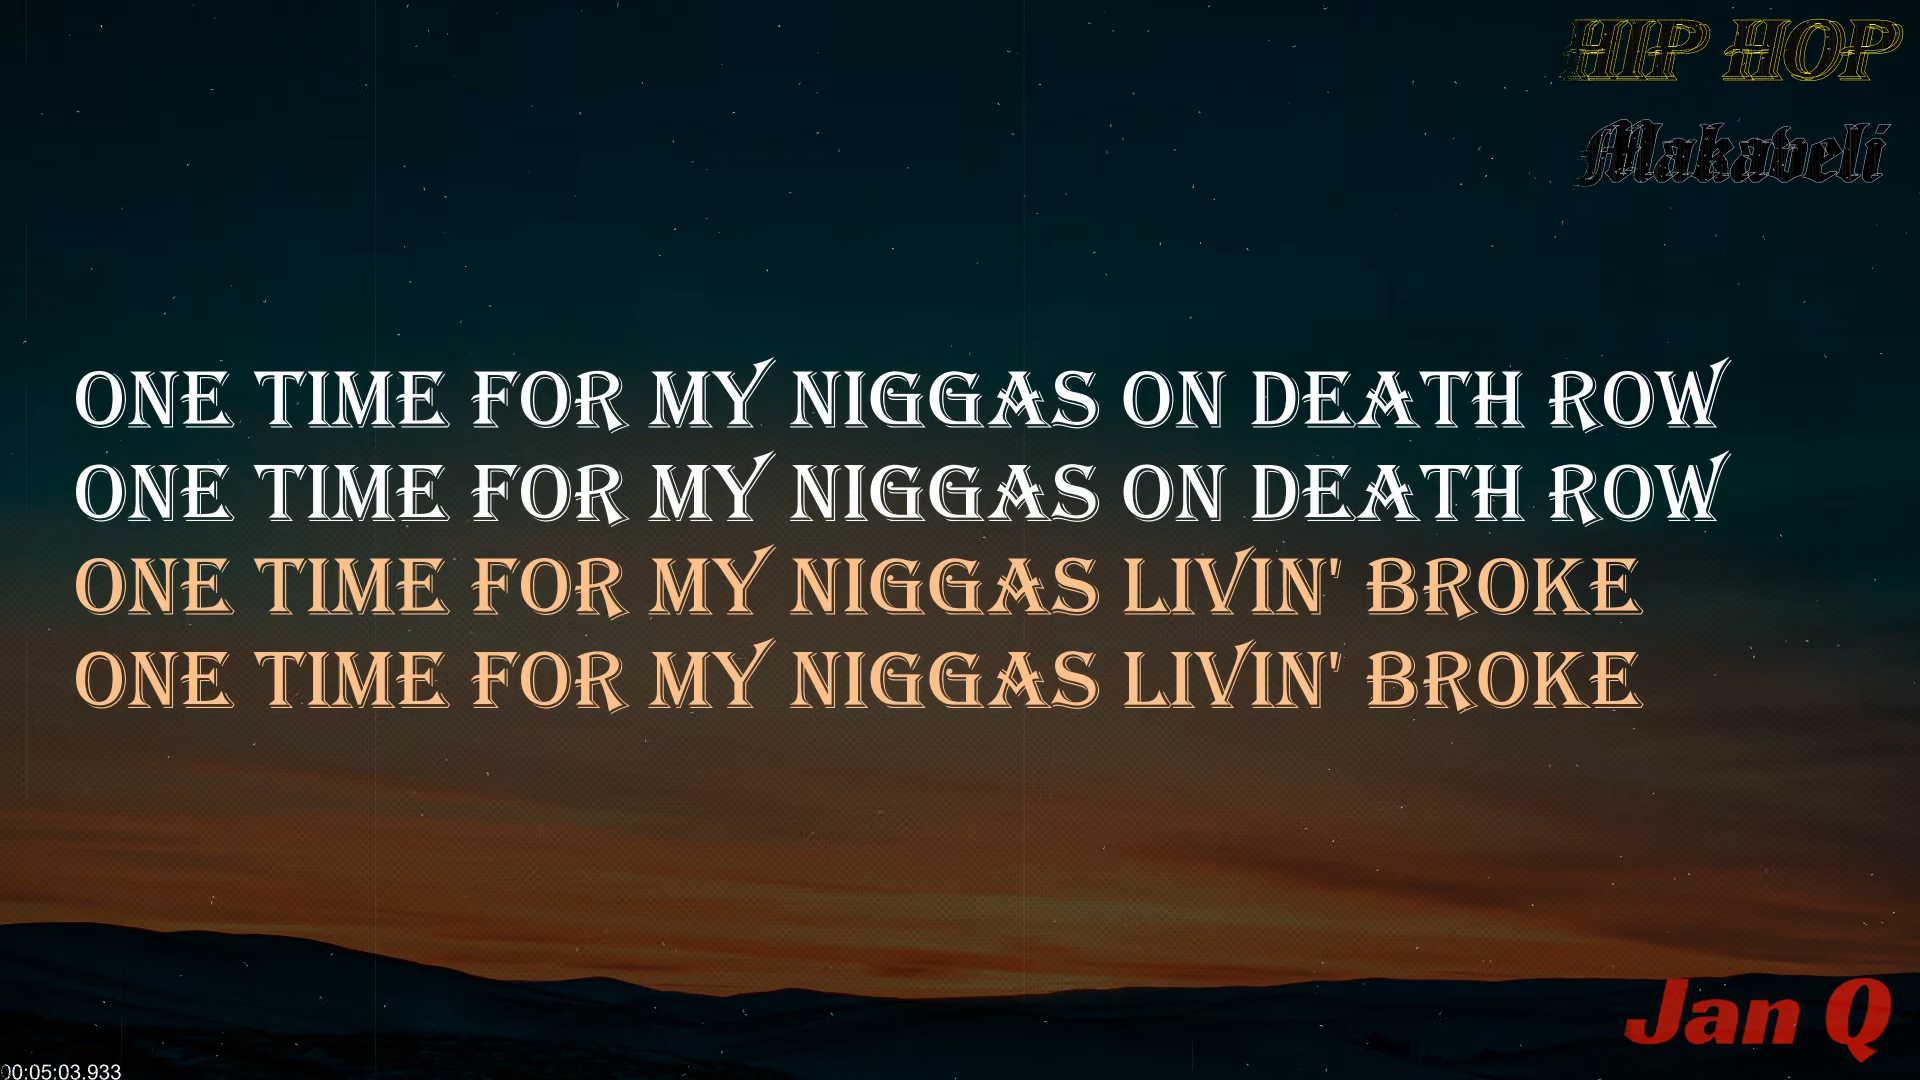 HIP HOP
Makaveli
ONE TIME FOR MY NIGGAS ON DEATH ROW
ONE TIME FOR MY NIGGAS ON DEATH ROW
ONE TIME FOR MY NIGGAS LIVIN' BROKE
ONE TIME FOR MY NIGGAS LIVIN' BROKE
Jan Q
00:05:03.933